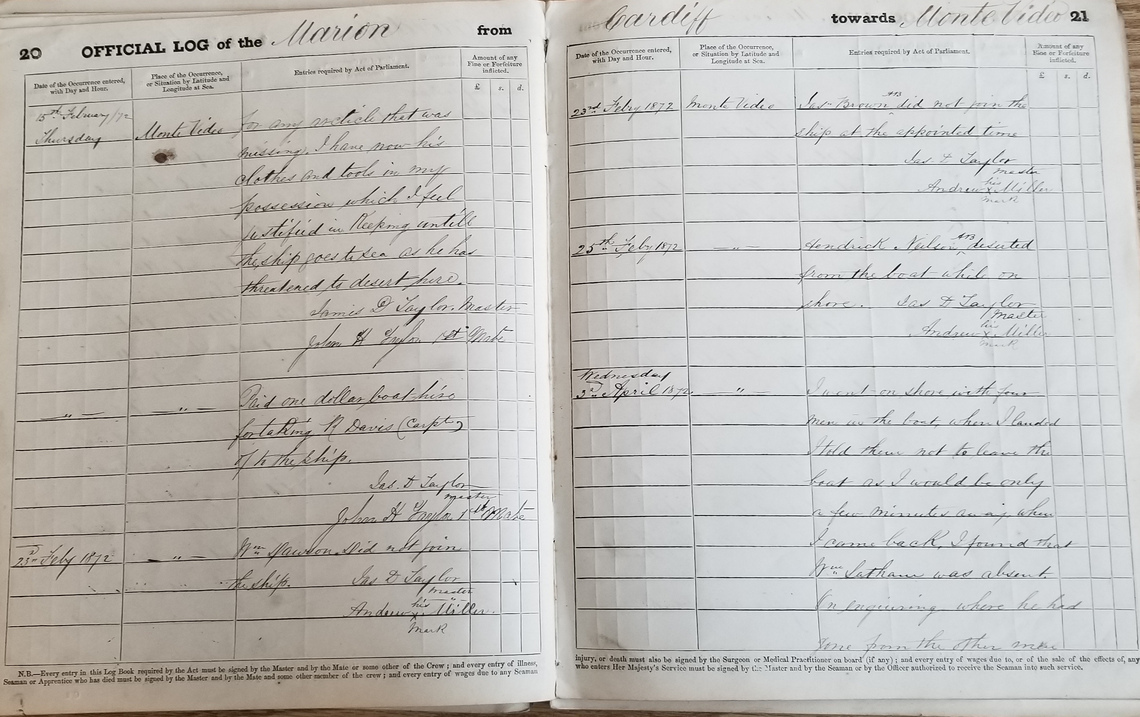 20 OFFICIAL LOG of the Marion from
Date of the Occurrence entered, with Day and Hour.
Place of the Occurrence, or Situation by Latitude and Longitude at Sea.
Entries required by Act of Parliament.
Amount of any Fine or Forfeiture inflicted.
£ s. d.
15th February/72
Thursday
Monte Video
for any recticle that was
missing. I have now his
clothes and tools in my
possession which I feel
justified in Keeping untill
the ship goes to sea as he has
threatened to desert here.
James D Taylor. Master
John H 1st Mate
— " — — " —
Paid one dollar boat hire
for taking R Davis (Carpt)
of to the ship.
Jas. D Taylor
master
John H 1st Mate
23rd Feby 1872 — " —
Wm Dawson Did not join
the ship. Jas D Taylor
Master
Andrew his x Miller.
mark
N.B.—Every entry in this Log Book required by the Act must be signed by the Master and by the Mate or some other of the Crew; and every entry of illness,
Seaman or Apprentice who has died must be signed by the Master and by the Mate and some other member of the crew; and every entry of wages due to any Seaman
Cardiff towards Monte Video 21
Date of the Occurrence entered, with Day and Hour.
Place of the Occurrence, or Situation by Latitude and Longitude at Sea.
Entries required by Act of Parliament.
Amount of any Fine or Forfeiture inflicted.
£ s. d.
23rd Feby 1872 Monte Video
Jas. Brown AB did not join the
ship at the appointed time
Jas D Taylor
master
Andrew his x Miller
mark
25th Feby 1872 — " —
Hendrick Nelson AB deserted
from the boat while on
shore. Jas D Taylor
Master
Andrew his x Miller
mark
Wednesday
3rd April 1872. "
I went on shore with four
men in the boat, when I landed
I told them not to leave the
boat as I would be only
a few minutes away when
I came back, I found that
Wm Latham was absent.
On enquiring where he had
gone from the other men
injury, or death must also be signed by the Surgeon or Medical Practitioner on board (if any); and every entry of wages due to, or of the sale of the effects of, any
who enters Her Majesty's Service must be signed by the Master and by the Seaman or by the Officer authorized to receive the Seaman into such service.